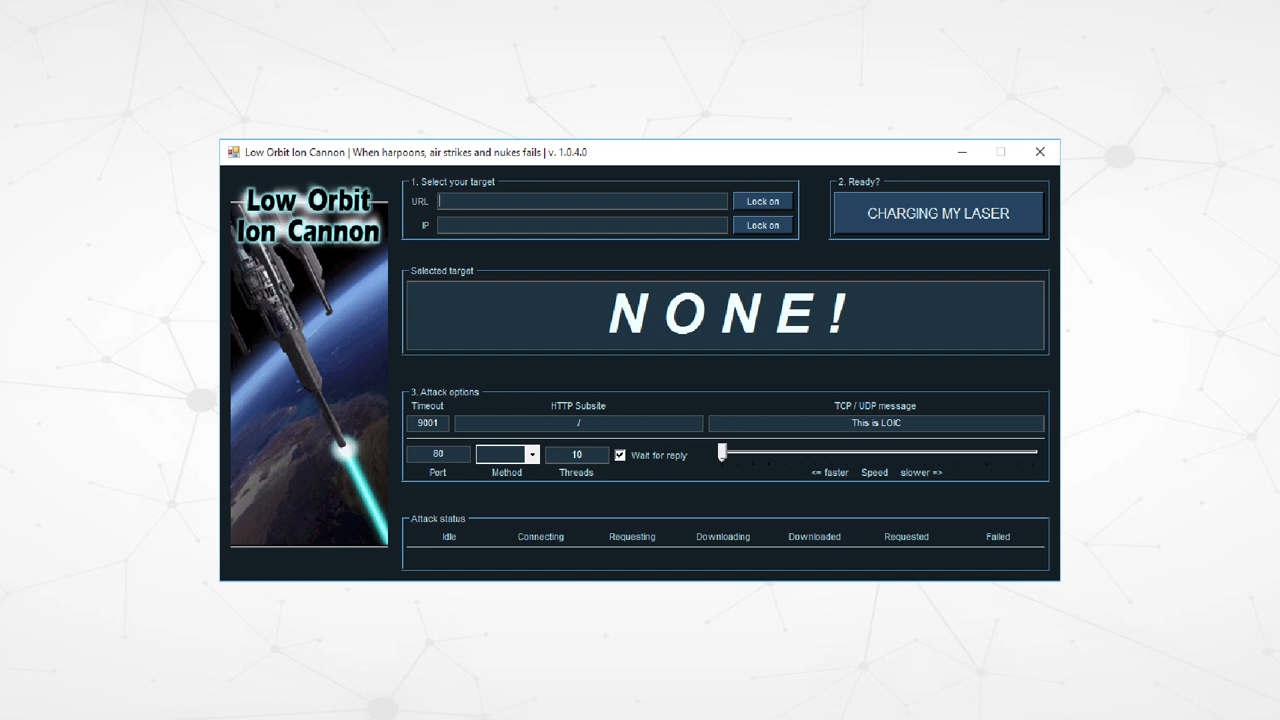 Low Orbit Ion Cannon | When harpoons, air strikes and nukes fails | v. 1.0.4.0
Low Orbit
Ion Cannon
1. Select your target
URL
Lock on
IP
Lock on
2. Ready?
CHARGING MY LASER
Selected target
NONE!
3. Attack options
Timeout
HTTP Subsite
TCP / UDP message
9001
/
This is LOIC
80
10
Wait for reply
Port
Method
Threads
<= faster
Speed
slower =>
Attack status
Idle
Connecting
Requesting
Downloading
Downloaded
Requested
Failed